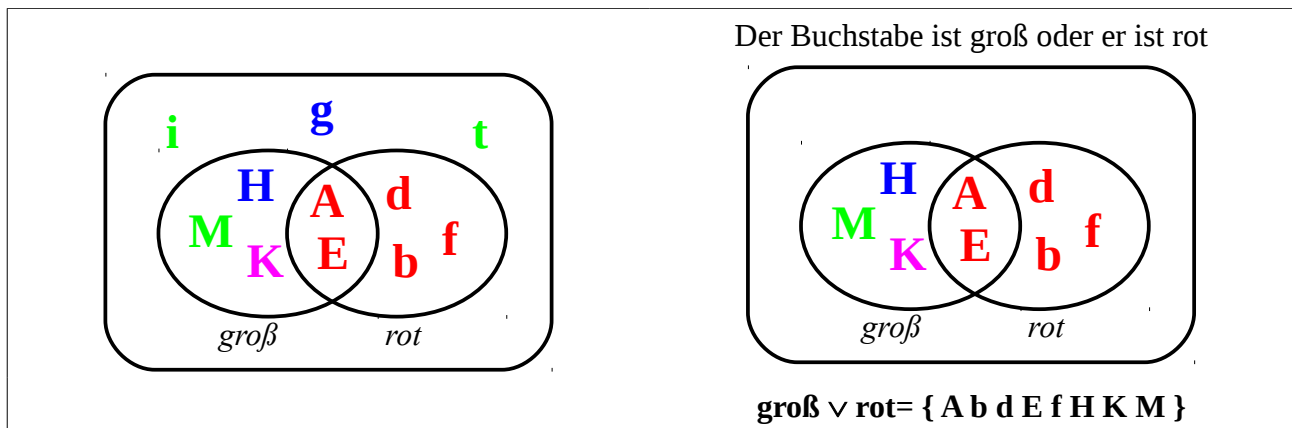 i g t
H A d
M E f
K b
groß rot
Der Buchstabe ist groß oder er ist rot
H A d
M E f
K b
groß rot
groß ∨ rot= { A b d E f H K M }